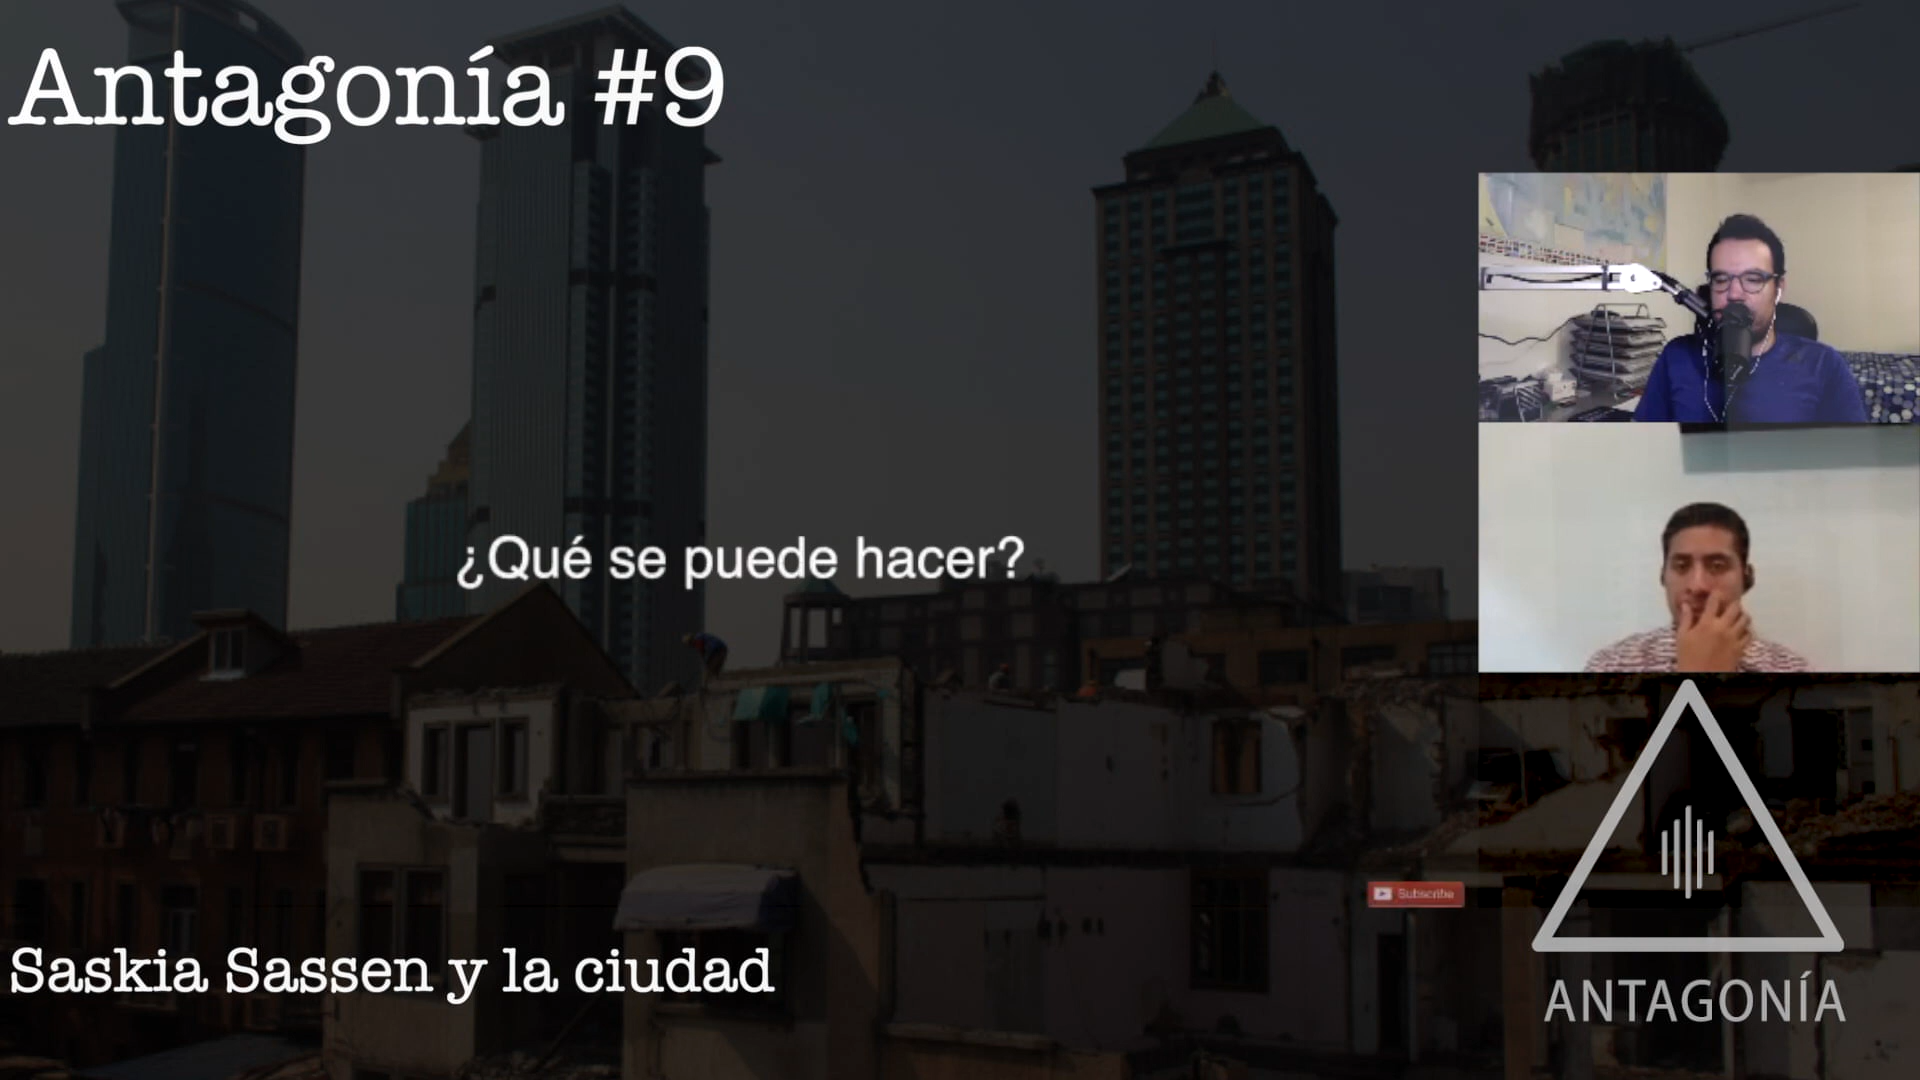 Antagonía #9
¿Qué se puede hacer?
Subscribe
Saskia Sassen y la ciudad
ANTAGONÍA